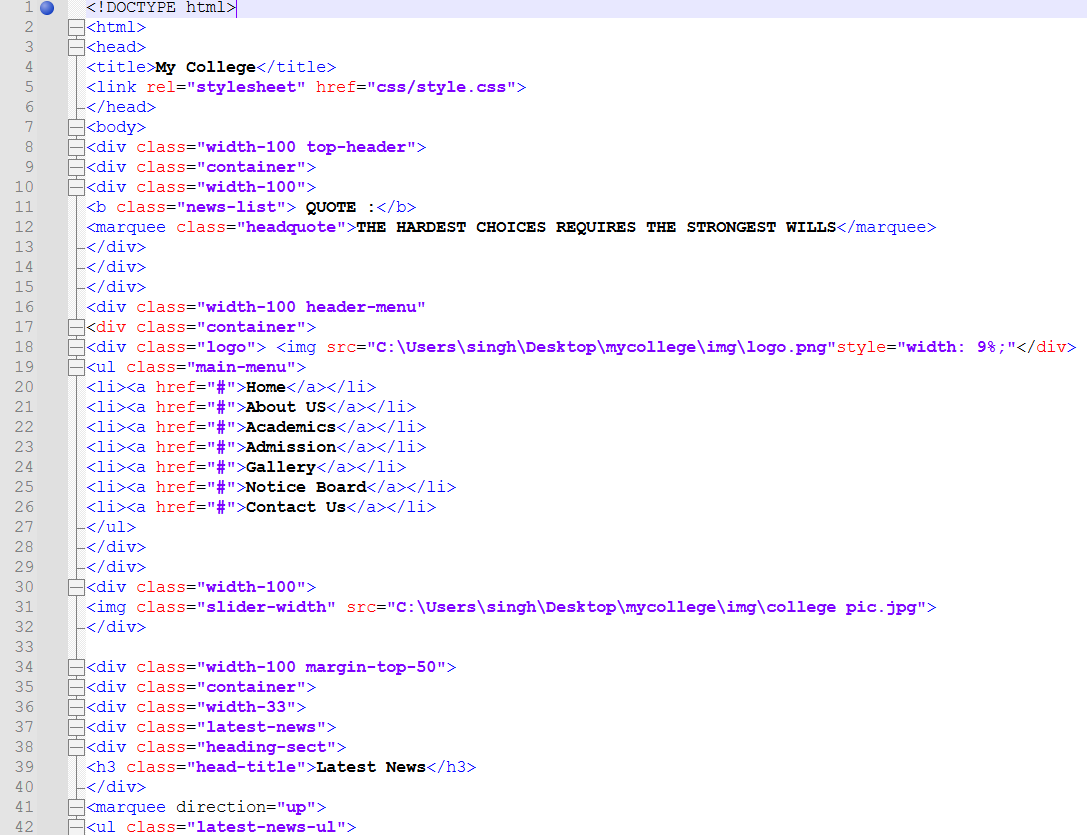 1 <!DOCTYPE html>
2 <html>
3 <head>
4 <title>My College</title>
5 <link rel="stylesheet" href="css/style.css">
6 </head>
7 <body>
8 <div class="width-100 top-header">
9 <div class="container">
10 <div class="width-100">
11 <b class="news-list"> QUOTE :</b>
12 <marquee class="headquote">THE HARDEST CHOICES REQUIRES THE STRONGEST WILLS</marquee>
13 </div>
14 </div>
15 </div>
16 <div class="width-100 header-menu"
17 <div class="container">
18 <div class="logo"> <img src="C:\Users\singh\Desktop\mycollege\img\logo.png"style="width: 9%;"</div>
19 <ul class="main-menu">
20 <li><a href="#">Home</a></li>
21 <li><a href="#">About US</a></li>
22 <li><a href="#">Academics</a></li>
23 <li><a href="#">Admission</a></li>
24 <li><a href="#">Gallery</a></li>
25 <li><a href="#">Notice Board</a></li>
26 <li><a href="#">Contact Us</a></li>
27 </ul>
28 </div>
29 </div>
30 <div class="width-100">
31 <img class="slider-width" src="C:\Users\singh\Desktop\mycollege\img\college pic.jpg">
32 </div>
33
34 <div class="width-100 margin-top-50">
35 <div class="container">
36 <div class="width-33">
37 <div class="latest-news">
38 <div class="heading-sect">
39 <h3 class="head-title">Latest News</h3>
40 </div>
41 <marquee direction="up">
42 <ul class="latest-news-ul">